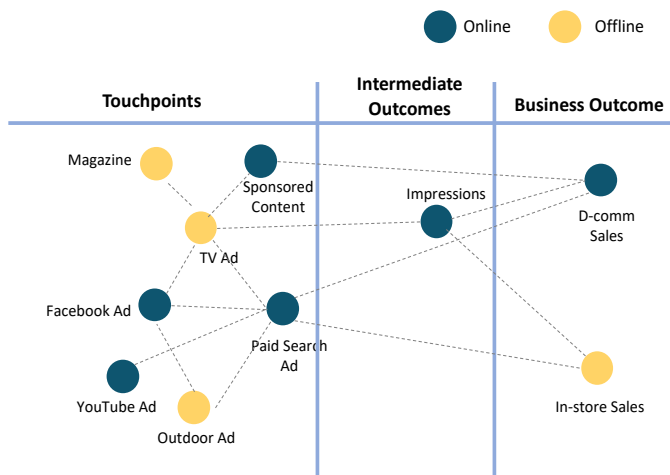 Online
Offline
Touchpoints
Intermediate
Outcomes
Business Outcome
Magazine
Sponsored
Content
Impressions
D-comm
Sales
TV Ad
Facebook Ad
Paid Search
Ad
YouTube Ad
Outdoor Ad
In-store Sales